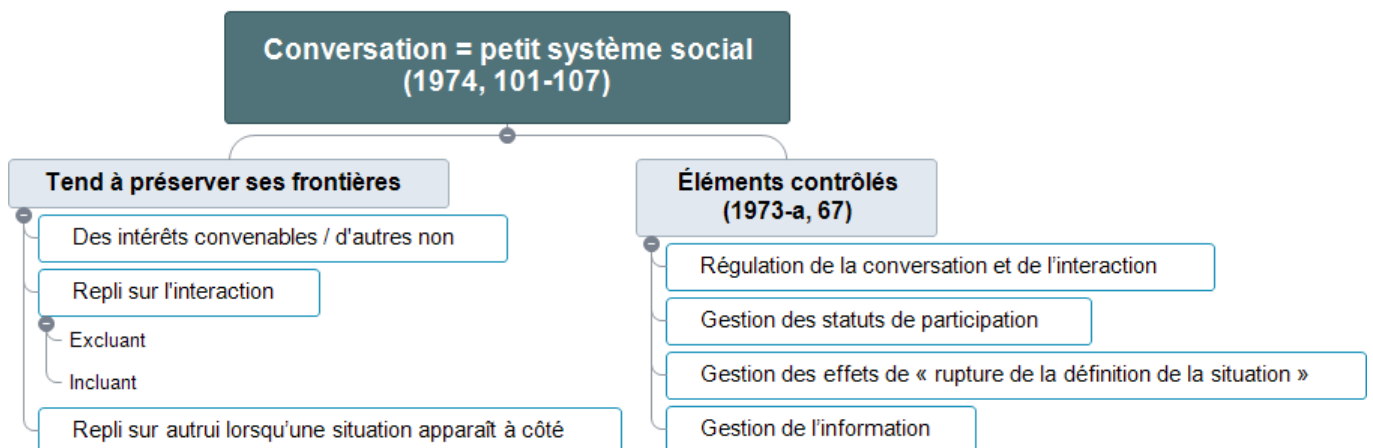 Conversation = petit système social
(1974, 101-107)
Tend à préserver ses frontières
Des intérêts convenables / d'autres non
Repli sur l'interaction
Excluant
Incluant
Repli sur autrui lorsqu’une situation apparaît à côté
Éléments contrôlés
(1973-a, 67)
Régulation de la conversation et de l’interaction
Gestion des statuts de participation
Gestion des effets de « rupture de la définition de la situation »
Gestion de l’information